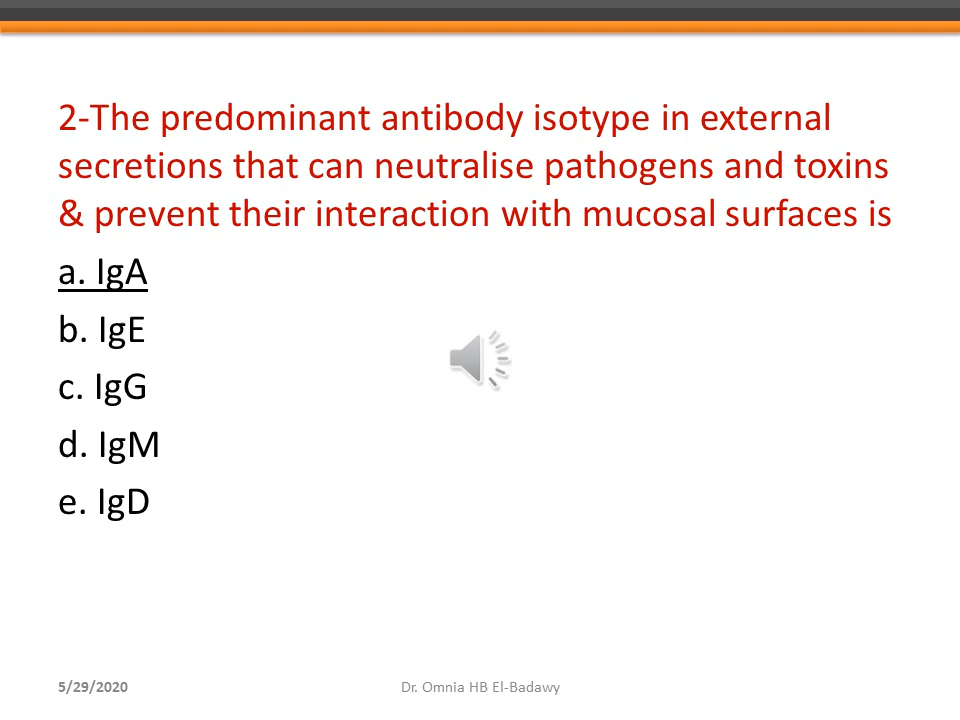 2-The predominant antibody isotype in external
secretions that can neutralise pathogens and toxins
& prevent their interaction with mucosal surfaces is
a. IgA
b. IgE
c. IgG
d. IgM
e. IgD
5/29/2020
Dr. Omnia HB El-Badawy